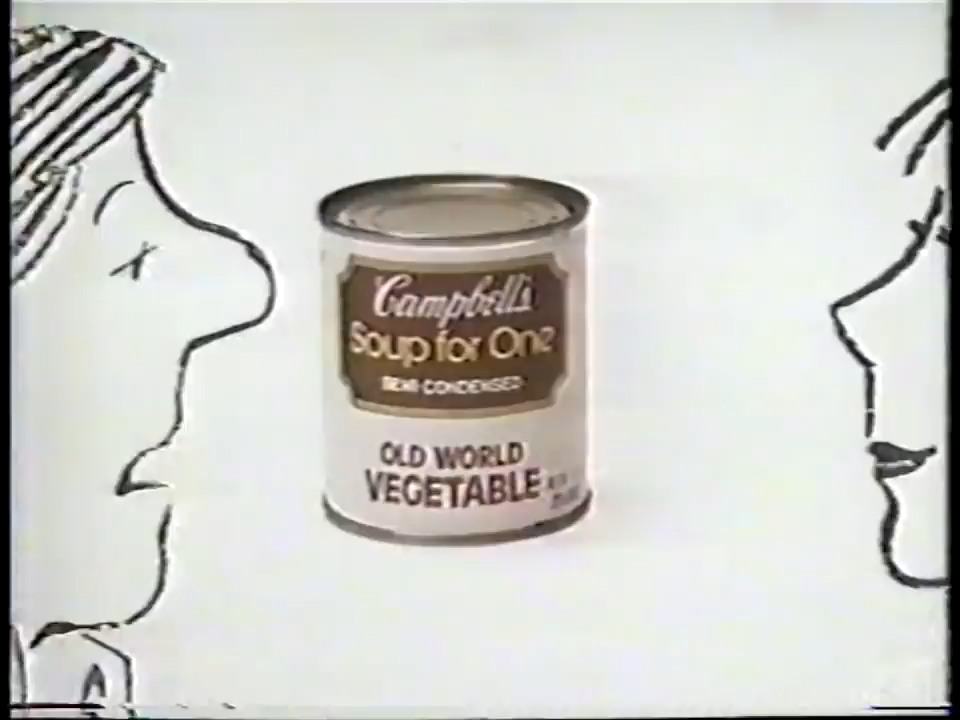 Campbell's
Soup for One
SEMI-CONDENSED
OLD WORLD
VEGETABLE